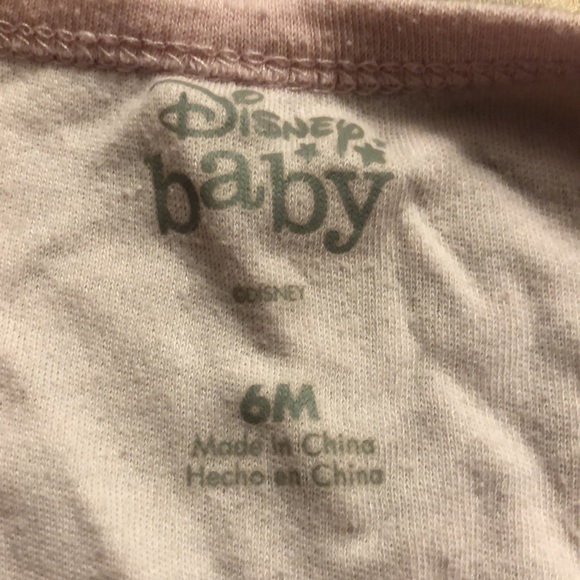 Disney
baby
©DISNEY
6M
Made in China
Hecho en China